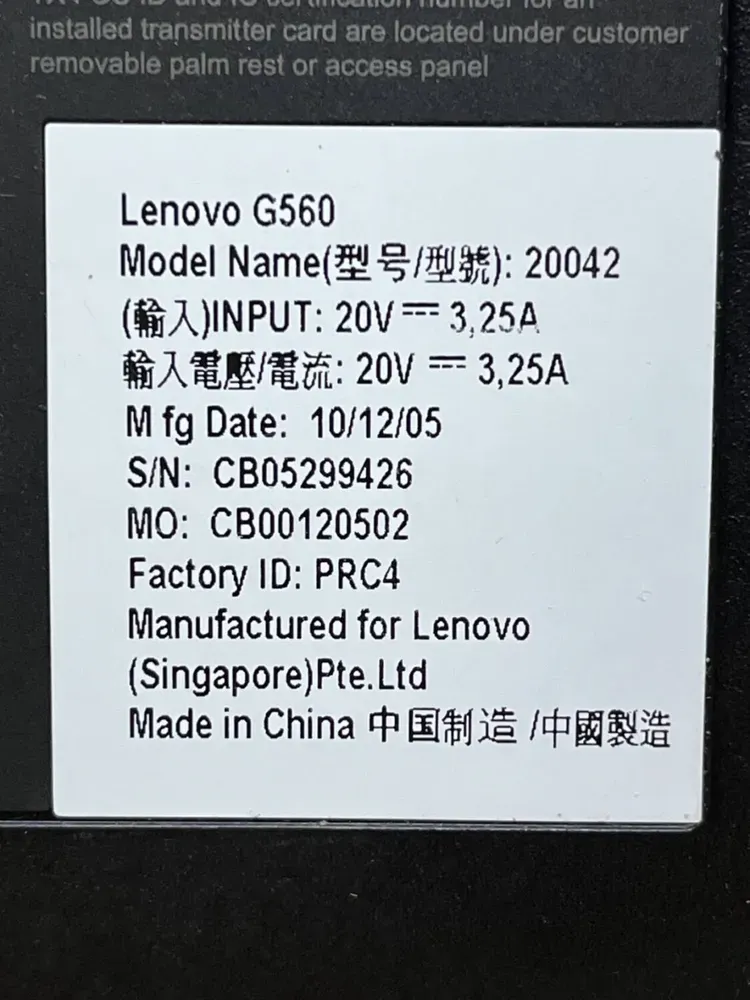 installed transmitter card are located under customer
removable palm rest or access panel
Lenovo G560
Model Name(型号/型號): 20042
(輸入)INPUT: 20V⎓3,25A
輸入電壓/電流: 20V ⎓ 3,25A
Mfg Date: 10/12/05
S/N: CB05299426
MO: CB00120502
Factory ID: PRC4
Manufactured for Lenovo
(Singapore)Pte.Ltd
Made in China 中国制造 /中國製造